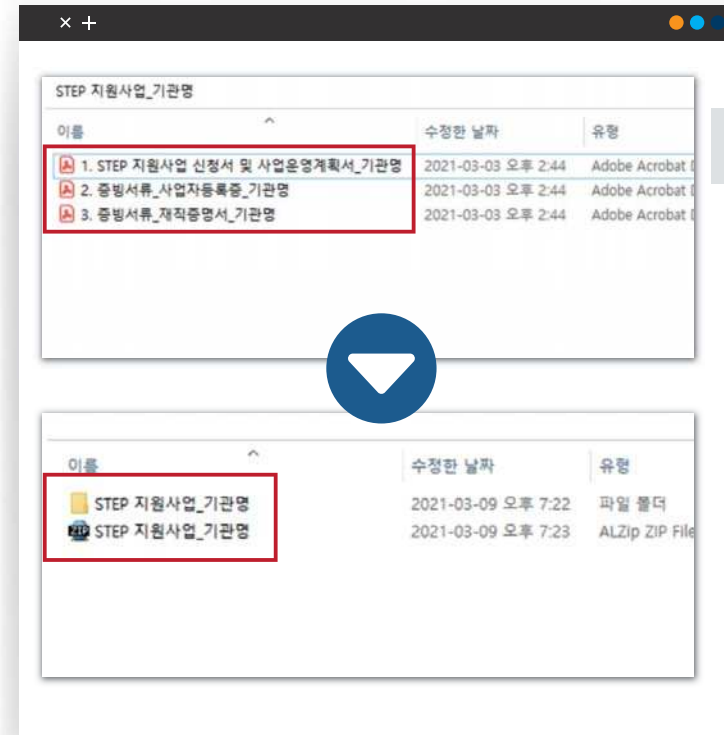 STEP 지원사업_기관명
이름 수정한 날짜 유형
1. STEP 지원사업 신청서 및 사업운영계획서_기관명 2021-03-03 오후 2:44 Adobe Acrobat
2. 증빙서류_사업자등록증_기관명 2021-03-03 오후 2:44 Adobe Acrobat
3. 증빙서류_재직증명서_기관명 2021-03-03 오후 2:44 Adobe Acrobat
이름 수정한 날짜 유형
STEP 지원사업_기관명 2021-03-09 오후 7:22 파일 폴더
ZIP STEP 지원사업_기관명 2021-03-09 오후 7:23 ALZip ZIP File